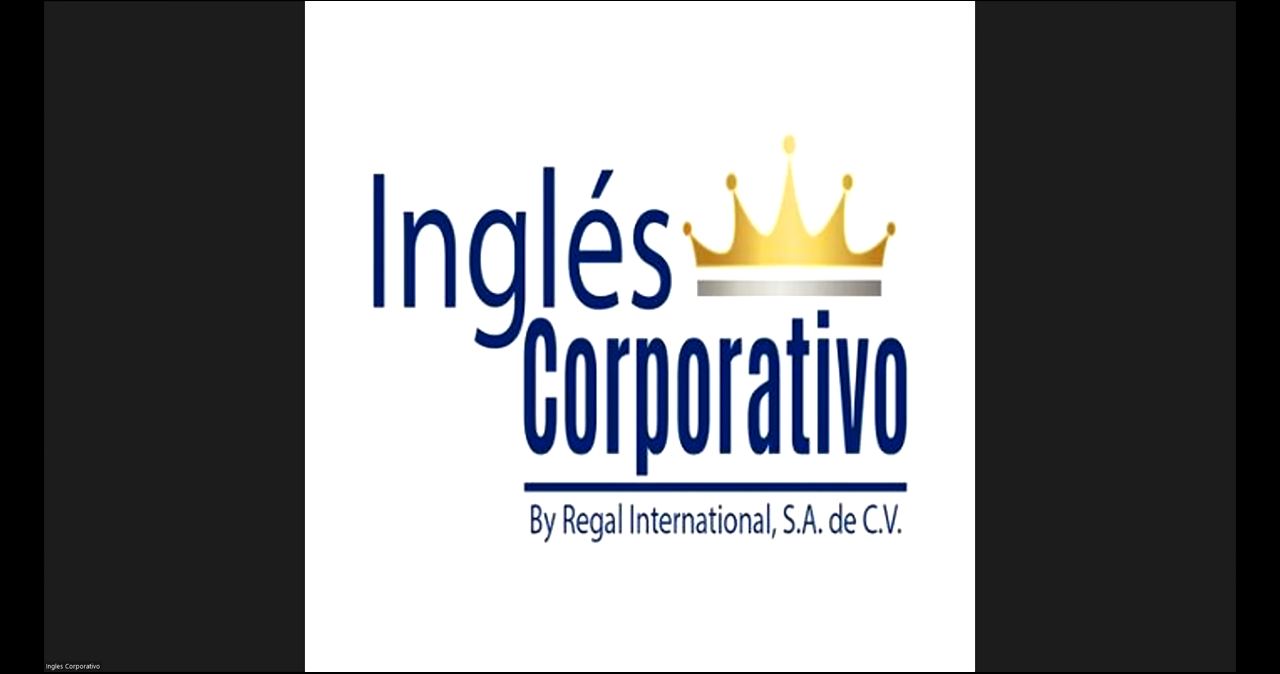 Inglés
Corporativo
By Regal International, S.A. de C.V.
Ingles Corporativo